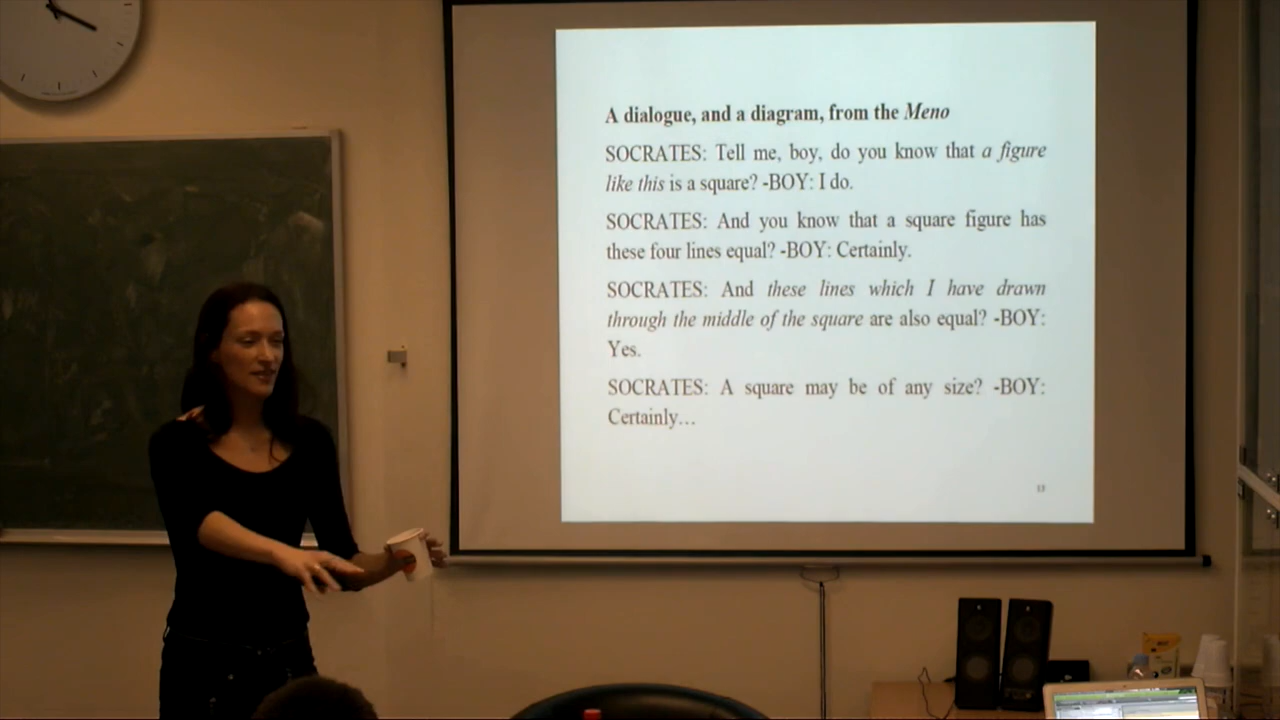 A dialogue, and a diagram, from the Meno
SOCRATES: Tell me, boy, do you know that a figure
like this is a square? -BOY: I do.
SOCRATES: And you know that a square figure has
these four lines equal? -BOY: Certainly.
SOCRATES: And these lines which I have drawn
through the middle of the square are also equal? -BOY:
Yes.
SOCRATES: A square may be of any size? -BOY:
Certainly…